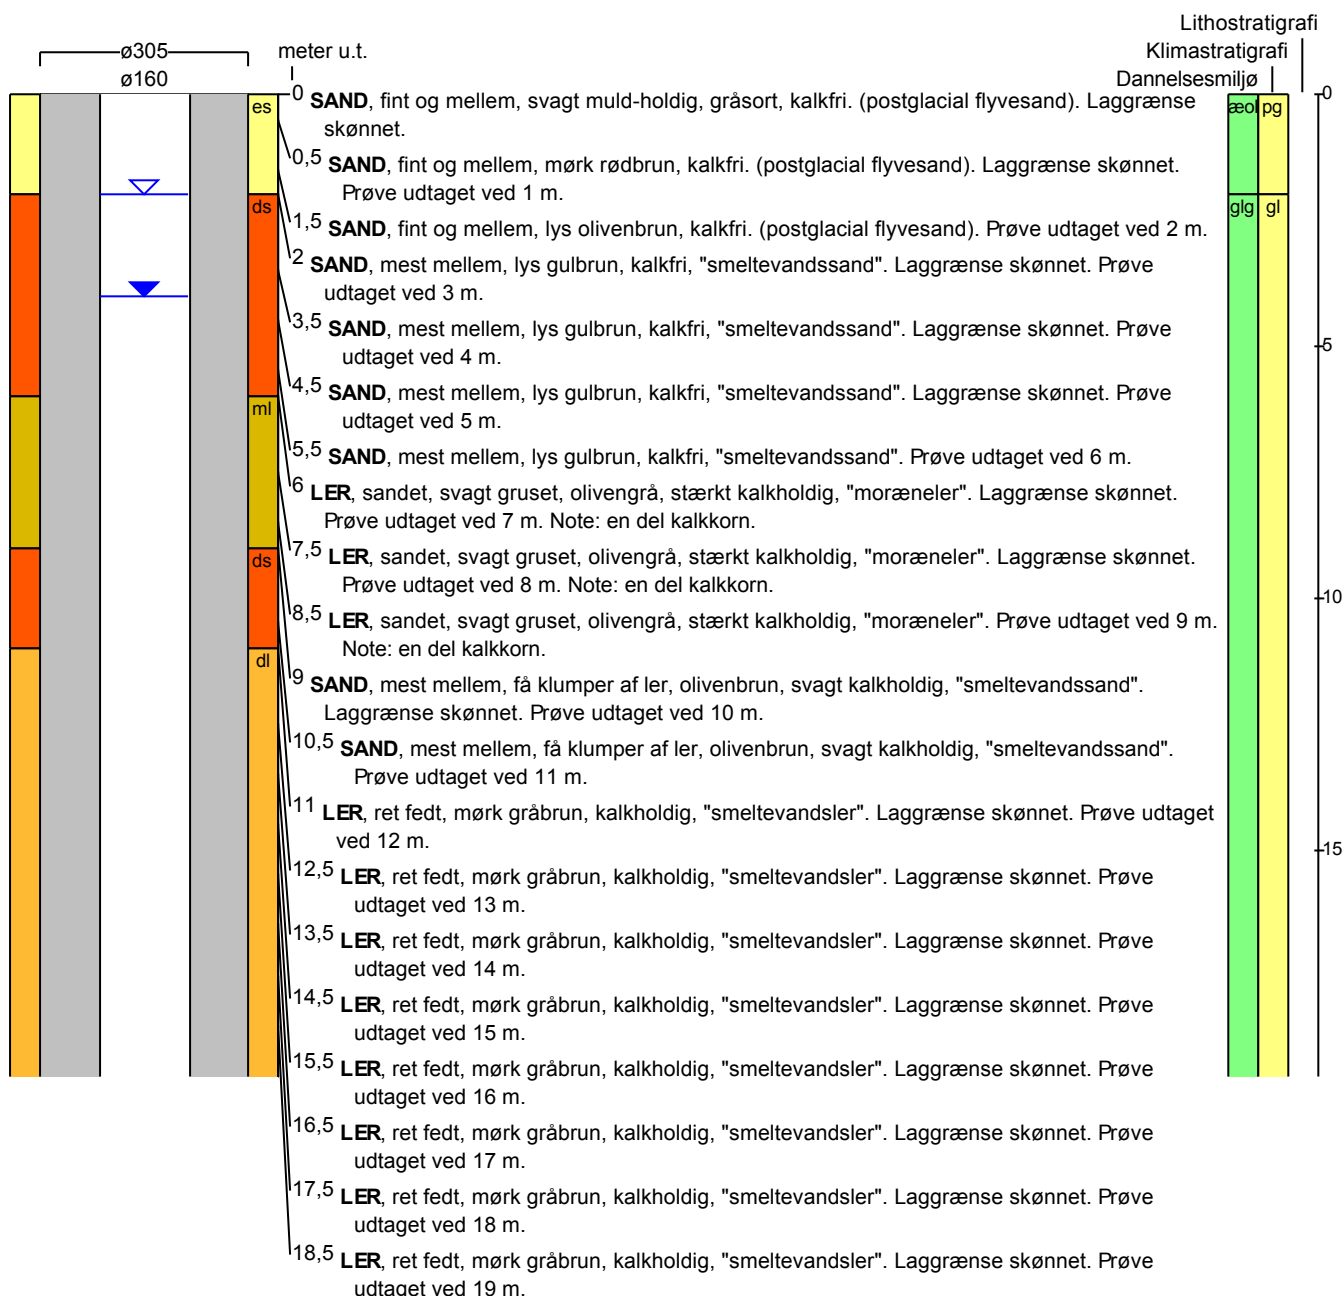 Lithostratigrafi
ø305 meter u.t. Klimastratigrafi
ø160 Dannelsesmiljø
0 SAND, fint og mellem, svagt muld-holdig, gråsort, kalkfri. (postglacial flyvesand). Laggrænse
skønnet.
es æol pg 0
0,5 SAND, fint og mellem, mørk rødbrun, kalkfri. (postglacial flyvesand). Laggrænse skønnet.
Prøve udtaget ved 1 m.
ds glg gl
1,5 SAND, fint og mellem, lys olivenbrun, kalkfri. (postglacial flyvesand). Prøve udtaget ved 2 m.
2 SAND, mest mellem, lys gulbrun, kalkfri, "smeltevandssand". Laggrænse skønnet. Prøve
udtaget ved 3 m.
3,5 SAND, mest mellem, lys gulbrun, kalkfri, "smeltevandssand". Laggrænse skønnet. Prøve
udtaget ved 4 m.
5
4,5 SAND, mest mellem, lys gulbrun, kalkfri, "smeltevandssand". Laggrænse skønnet. Prøve
udtaget ved 5 m.
ml
5,5 SAND, mest mellem, lys gulbrun, kalkfri, "smeltevandssand". Prøve udtaget ved 6 m.
6 LER, sandet, svagt gruset, olivengrå, stærkt kalkholdig, "moræneler". Laggrænse skønnet.
Prøve udtaget ved 7 m. Note: en del kalkkorn.
7,5 LER, sandet, svagt gruset, olivengrå, stærkt kalkholdig, "moræneler". Laggrænse skønnet.
Prøve udtaget ved 8 m. Note: en del kalkkorn.
ds
10
8,5 LER, sandet, svagt gruset, olivengrå, stærkt kalkholdig, "moræneler". Prøve udtaget ved 9 m.
Note: en del kalkkorn.
dl
9 SAND, mest mellem, få klumper af ler, olivenbrun, svagt kalkholdig, "smeltevandssand".
Laggrænse skønnet. Prøve udtaget ved 10 m.
10,5 SAND, mest mellem, få klumper af ler, olivenbrun, svagt kalkholdig, "smeltevandssand".
Prøve udtaget ved 11 m.
11 LER, ret fedt, mørk gråbrun, kalkholdig, "smeltevandsler". Laggrænse skønnet. Prøve udtaget
ved 12 m.
15
12,5 LER, ret fedt, mørk gråbrun, kalkholdig, "smeltevandsler". Laggrænse skønnet. Prøve
udtaget ved 13 m.
13,5 LER, ret fedt, mørk gråbrun, kalkholdig, "smeltevandsler". Laggrænse skønnet. Prøve
udtaget ved 14 m.
14,5 LER, ret fedt, mørk gråbrun, kalkholdig, "smeltevandsler". Laggrænse skønnet. Prøve
udtaget ved 15 m.
15,5 LER, ret fedt, mørk gråbrun, kalkholdig, "smeltevandsler". Laggrænse skønnet. Prøve
udtaget ved 16 m.
16,5 LER, ret fedt, mørk gråbrun, kalkholdig, "smeltevandsler". Laggrænse skønnet. Prøve
udtaget ved 17 m.
17,5 LER, ret fedt, mørk gråbrun, kalkholdig, "smeltevandsler". Laggrænse skønnet. Prøve
udtaget ved 18 m.
18,5 LER, ret fedt, mørk gråbrun, kalkholdig, "smeltevandsler". Laggrænse skønnet. Prøve
udtaget ved 19 m.